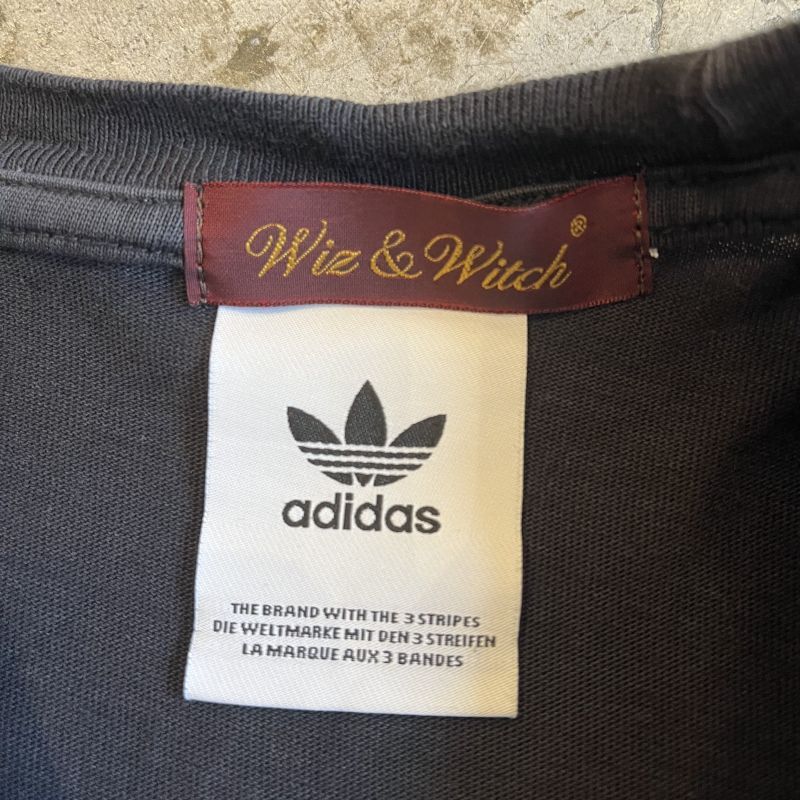 Wiz & Witch ®
adidas
THE BRAND WITH THE 3 STRIPES
DIE WELTMARKE MIT DEN 3 STREIFEN
LA MARQUE AUX 3 BANDES